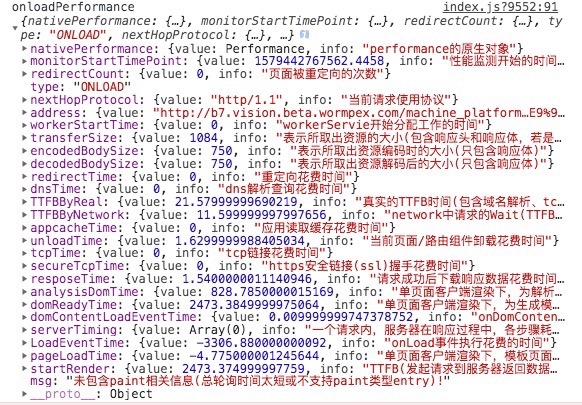 onloadPerformance index.js?9552:91
{nativePerformance: {…}, monitorStartTimePoint: {…}, redirectCount: {…}, ty
pe: "ONLOAD", nextHopProtocol: {…}, …}
nativePerformance: {value: Performance, info: "performance的原生对象"}
monitorStartTimePoint: {value: 1579442767562.4458, info: "性能监测开始的时间…
redirectCount: {value: 0, info: "页面被重定向的次数"}
type: "ONLOAD"
nextHopProtocol: {value: "http/1.1", info: "当前请求使用协议"}
address: {value: "http://b7.vision.beta.wormpex.com/machine_platform…E9%9…
workerStartTime: {value: 0, info: "workerServie开始分配工作的时间"}
transferSize: {value: 1084, info: "表示所取出资源的大小(包含响应头和响应体，若是…
encodedBodySize: {value: 750, info: "表示所取出资源编码时的大小(只包含响应体)"}
decodedBodySize: {value: 750, info: "表示所取出资源解码后的大小(只包含响应体)"}
redirectTime: {value: 0, info: "重定向花费时间"}
dnsTime: {value: 0, info: "dns解析查询花费时间"}
TTFBByReal: {value: 21.57999999690219, info: "真实的TTFB时间(包含域名解析、tc…
TTFBByNetwork: {value: 11.599999997997656, info: "network中请求的Wait(TTFB…
appcacheTime: {value: 0, info: "应用读取缓存花费时间"}
unloadTime: {value: 1.6299999988405034, info: "当前页面/路由组件卸载花费时间"}
tcpTime: {value: 0, info: "tcp链接花费时间"}
secureTcpTime: {value: 0, info: "https安全链接(ssl)握手花费时间"}
resposeTime: {value: 1.5400000011140946, info: "请求成功后下载响应数据花费时间…
analysisDomTime: {value: 828.7850000015169, info: "单页面客户端渲染下，为解析…
domReadyTime: {value: 2473.3849999975064, info: "单页面客户端渲染下，为生成模…
domContentLoadEventTime: {value: 0.009999999747378752, info: "onDomConten…
serverTiming: {value: Array(0), info: "一个请求内，服务器在响应过程中，各步骤耗…
LoadEventTime: {value: -3306.880000000092, info: "onLoad事件执行花费的时间"}
pageLoadTime: {value: -4.775000001245644, info: "单页面客户端渲染下，模板页面…
startRender: {value: 2473.374999997759, info: "TTFB(发起请求到服务器返回数据…
msg: "未包含paint相关信息(总轮询时间太短或不支持paint类型entry)!"
__proto__: Object